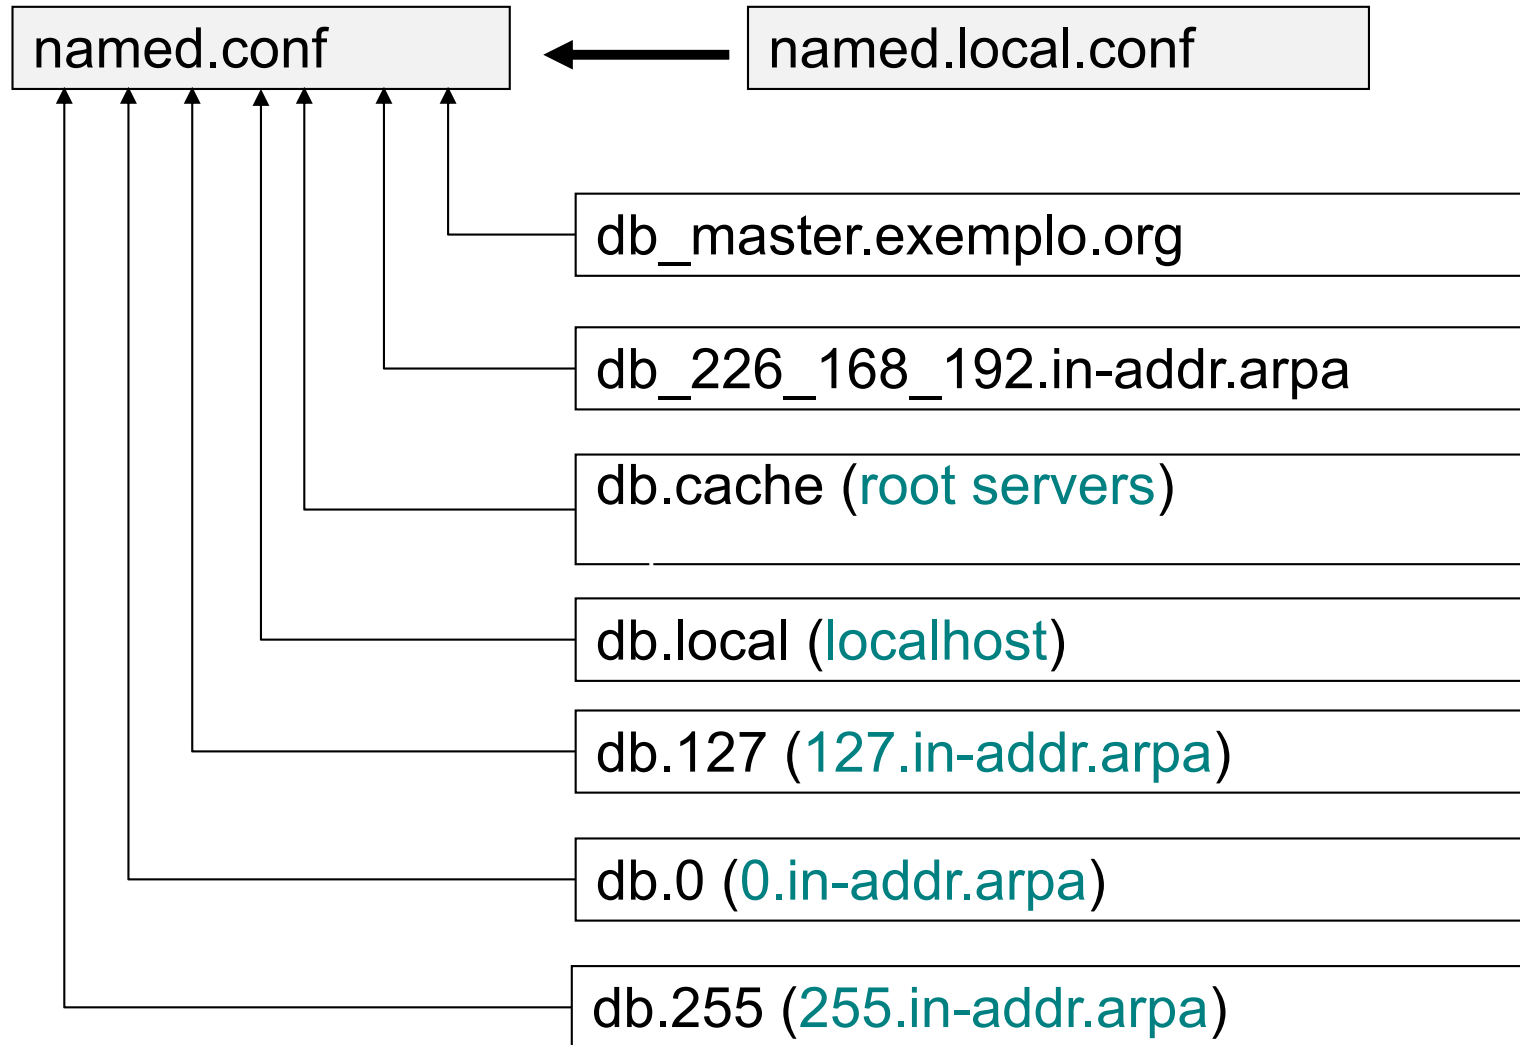 named.conf
named.local.conf
db_master.exemplo.org
db_226_168_192.in-addr.arpa
db.cache (root servers)
db.local (localhost)
db.127 (127.in-addr.arpa)
db.0 (0.in-addr.arpa)
db.255 (255.in-addr.arpa)